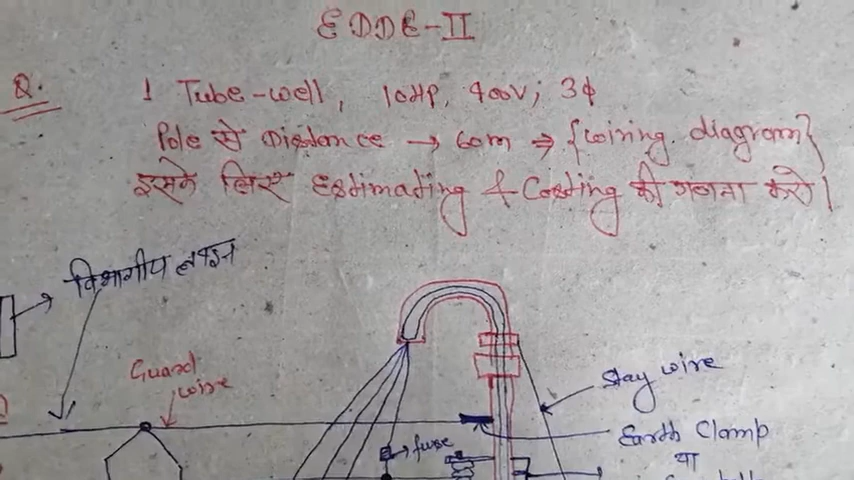 EDDE-II
Q. 1 Tube-well, 10HP, 400V; 3ϕ
Pole से Distance → 60m ⇒ {wiring diagram}
इसके लिए Estimating & Costing की गणना करो।
विभागीय लाइन
Guard
wire
Stay wire
fuse
Earth Clamp
या